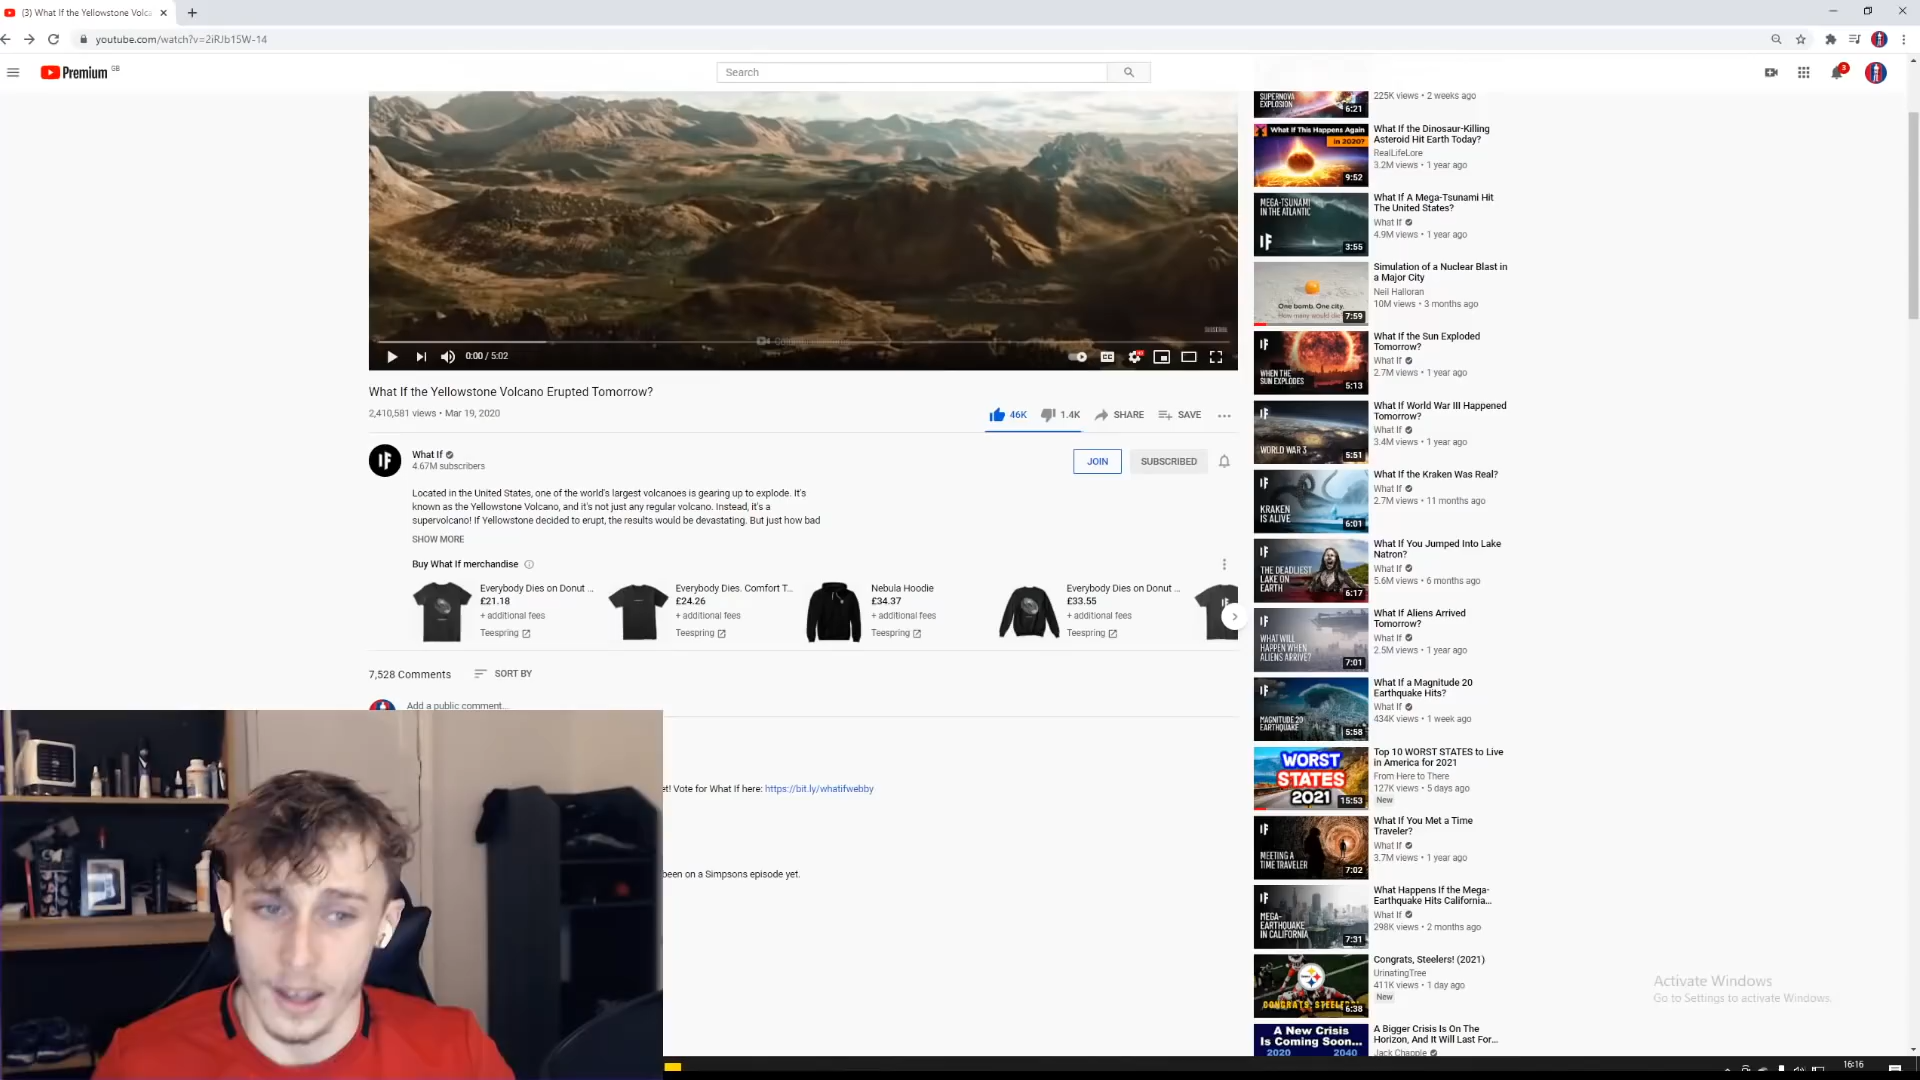 (3) What If the Yellowstone Volc
youtube.com/watch?v=2iRJb15W-14
Premium GB
Search
3
0:00 / 5:02
What If the Yellowstone Volcano Erupted Tomorrow?
2,410,581 views • Mar 19, 2020
46K
1.4K
SHARE
SAVE
IF
What If
4.67M subscribers
JOIN
SUBSCRIBED
Located in the United States, one of the world's largest volcanoes is gearing up to explode. It's
known as the Yellowstone Volcano, and it's not just any regular volcano. Instead, it's a
supervolcano! If Yellowstone decided to erupt, the results would be devastating. But just how bad
SHOW MORE
Buy What If merchandise
Everybody Dies on Donut ...
£21.18
+ additional fees
Teespring
Everybody Dies. Comfort T...
£24.26
+ additional fees
Teespring
Nebula Hoodie
£34.37
+ additional fees
Teespring
Everybody Dies on Donut ...
£33.55
+ additional fees
Teespring
7,528 Comments
SORT BY
Add a public comment...
et! Vote for What If here: https://bit.ly/whatifwebby
been on a Simpsons episode yet.
SUPERNOVA
EXPLOSION
6:21
225K views • 2 weeks ago
What If This Happens Again
in 2020?
9:52
What If the Dinosaur-Killing
Asteroid Hit Earth Today?
RealLifeLore
3.2M views • 1 year ago
MEGA-TSUNAMI
IN THE ATLANTIC
IF
3:55
What If A Mega-Tsunami Hit
The United States?
What If
4.9M views • 1 year ago
One bomb. One city.
How many would die
7:59
Simulation of a Nuclear Blast in
a Major City
Neil Halloran
10M views • 3 months ago
IF
WHEN THE
SUN EXPLODES
5:13
What If the Sun Exploded
Tomorrow?
What If
2.7M views • 1 year ago
IF
WORLD WAR 3
5:51
What If World War III Happened
Tomorrow?
What If
3.4M views • 1 year ago
IF
KRAKEN
IS ALIVE
6:01
What If the Kraken Was Real?
What If
2.7M views • 11 months ago
IF
THE DEADLIEST
LAKE ON
EARTH
6:17
What If You Jumped Into Lake
Natron?
What If
5.6M views • 6 months ago
IF
WHAT WILL
HAPPEN WHEN
ALIENS ARRIVE?
7:01
What If Aliens Arrived
Tomorrow?
What If
2.5M views • 1 year ago
IF
MAGNITUDE 20
EARTHQUAKE
5:58
What If a Magnitude 20
Earthquake Hits?
What If
434K views • 1 week ago
WORST
STATES
2021
15:53
Top 10 WORST STATES to Live
in America for 2021
From Here to There
127K views • 5 days ago
New
IF
MEETING A
TIME TRAVELER
7:02
What If You Met a Time
Traveler?
What If
3.7M views • 1 year ago
IF
MEGA-
EARTHQUAKE
IN CALIFORNIA
7:31
What Happens If the Mega-
Earthquake Hits California...
What If
298K views • 2 months ago
CONGRATS, STEELERS
6:38
Congrats, Steelers! (2021)
UrinatingTree
411K views • 1 day ago
New
A New Crisis
Is Coming Soon...
2020 2040
A Bigger Crisis Is On The
Horizon, And It Will Last For...
Jack Chapple
Activate Windows
Go to Settings to activate Windows.
16:16